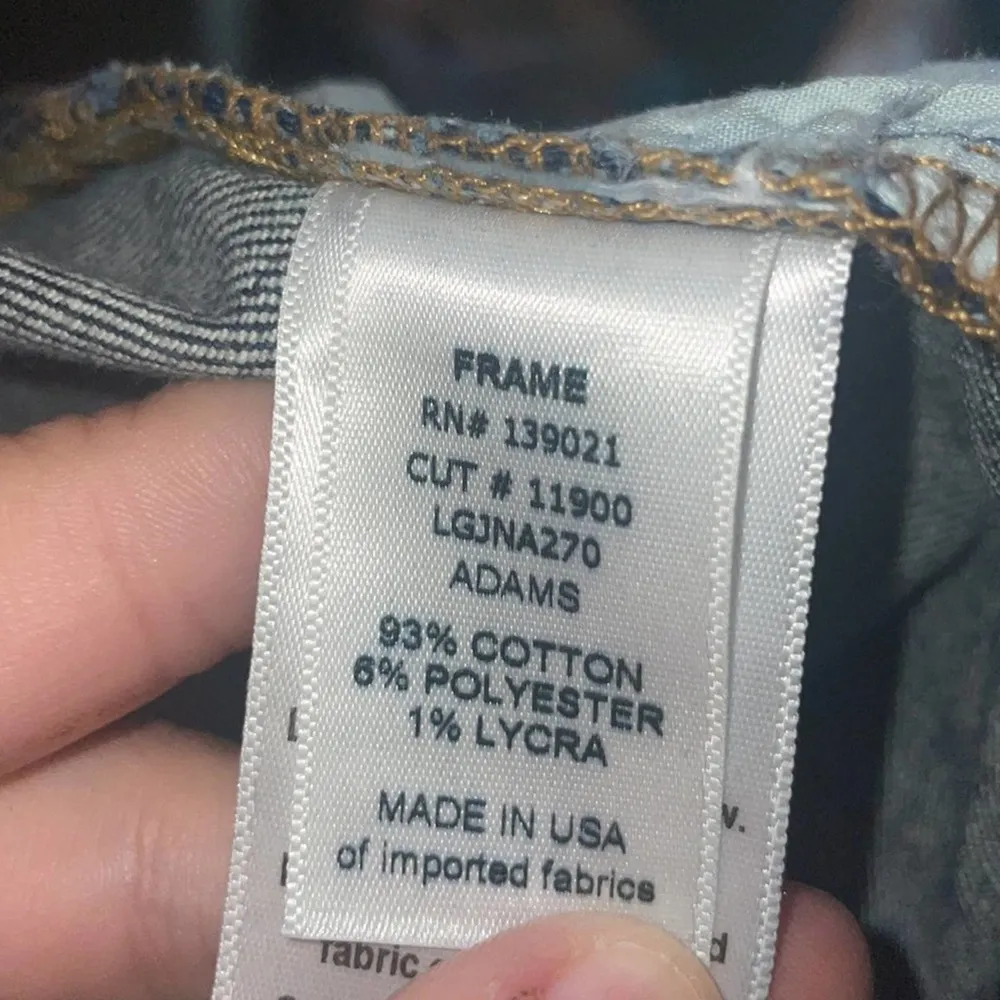 FRAME
RN# 139021
CUT # 11900
LGJNA270
ADAMS
93% COTTON
6% POLYESTER
1% LYCRA
MADE IN USA
of imported fabrics
fabric